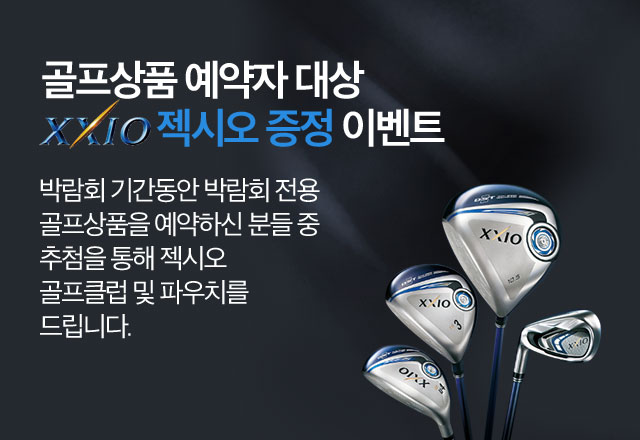 골프상품 예약자 대상
XXIO 젝시오 증정 이벤트
박람회 기간동안 박람회 전용
골프상품을 예약하신 분들 중
추첨을 통해 젝시오
골프클럽 및 파우치를
드립니다.
XXIO
10.5
XXIO
3
XXIO
XXIO